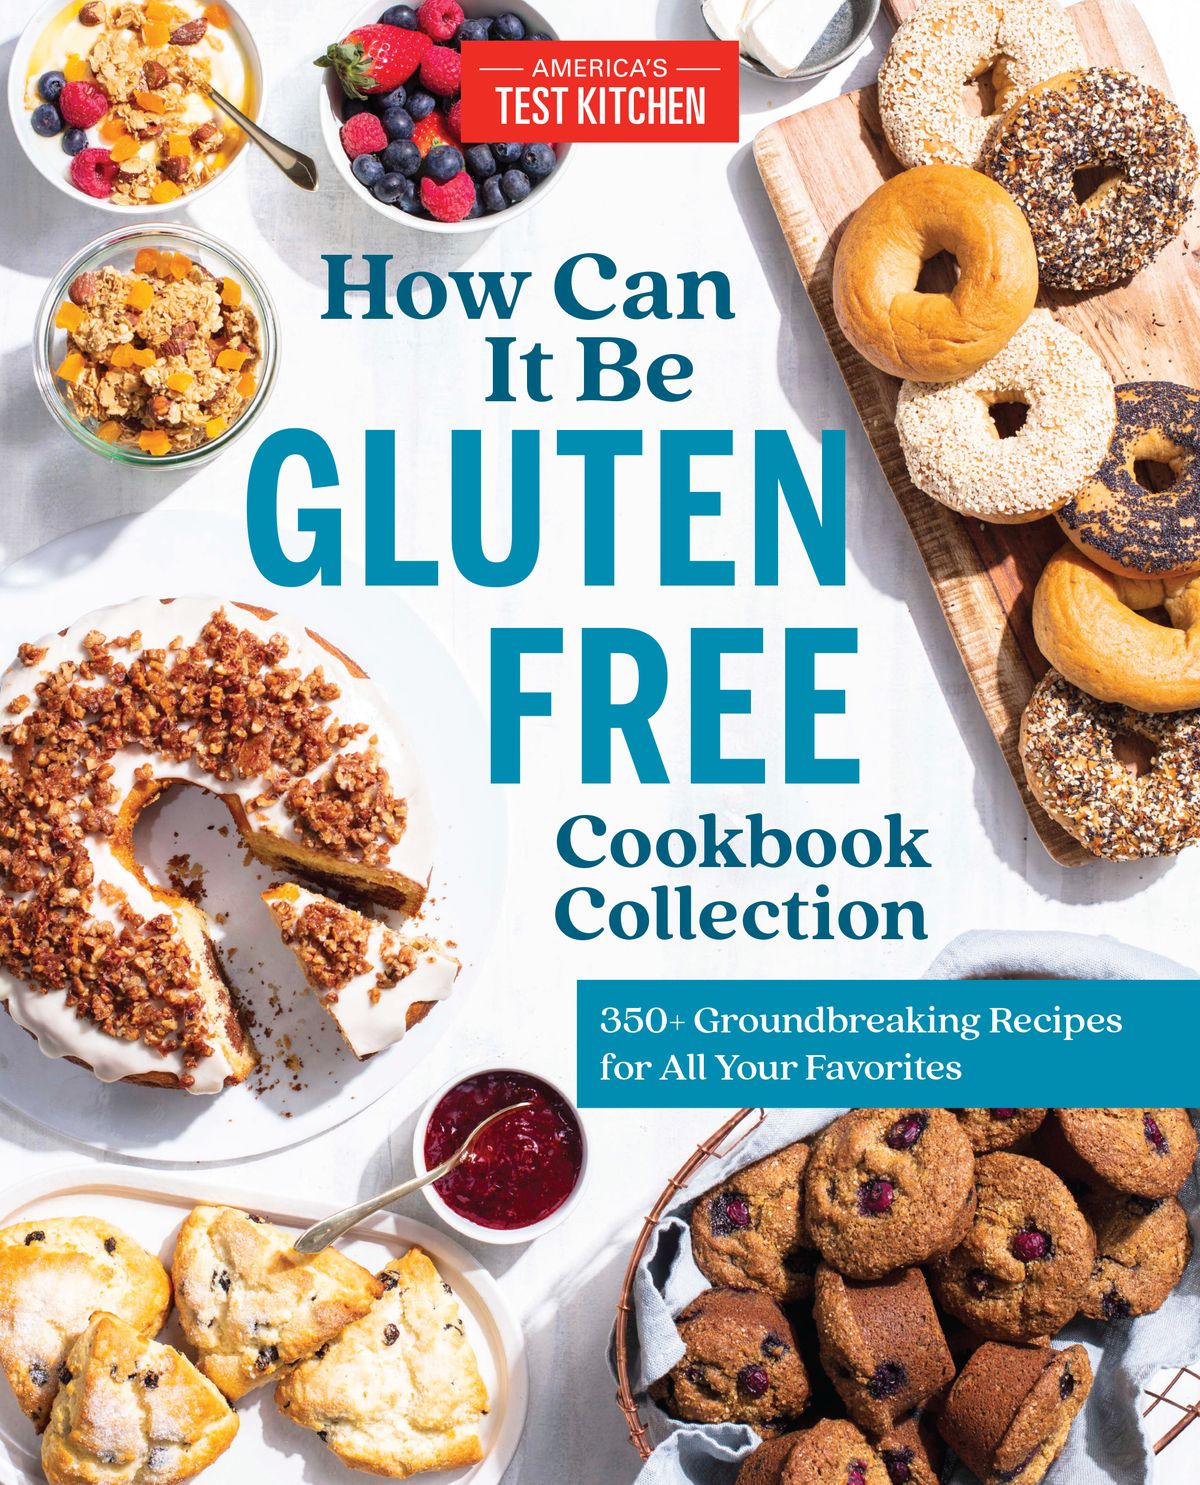 AMERICA'S
TEST KITCHEN
How Can
It Be
GLUTEN
FREE
Cookbook
Collection
350+ Groundbreaking Recipes
for All Your Favorites